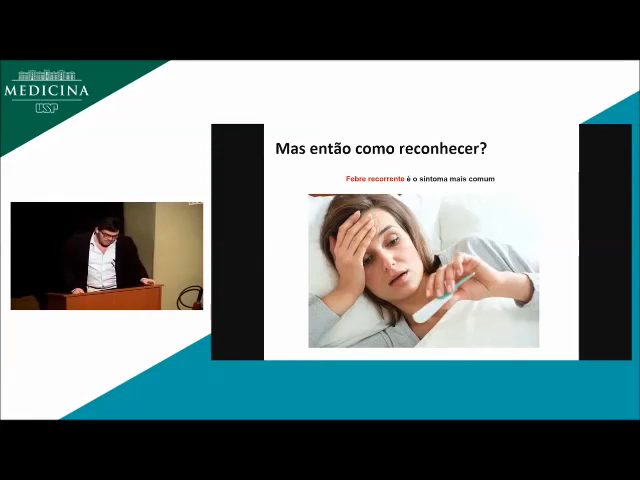 MEDICINA
USP
Mas então como reconhecer?
Febre recorrente é o sintoma mais comum